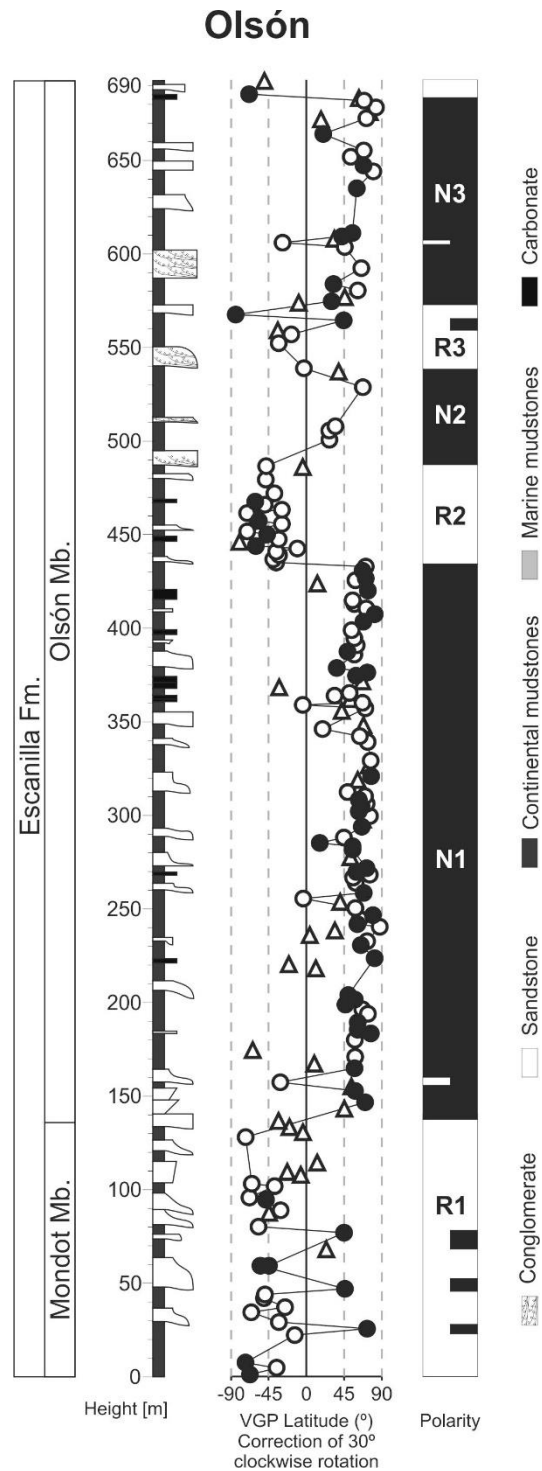 Olsón
Escanilla Fm.
Olsón Mb.
Mondot Mb.
690
650
600
550
500
450
400
350
300
250
200
150
100
50
0
Height [m]
-90 -45 0 45 90
VGP Latitude (º)
Correction of 30º
clockwise rotation
N3
R3
N2
R2
N1
R1
Polarity
Conglomerate
Sandstone
Continental mudstones
Marine mudstones
Carbonate